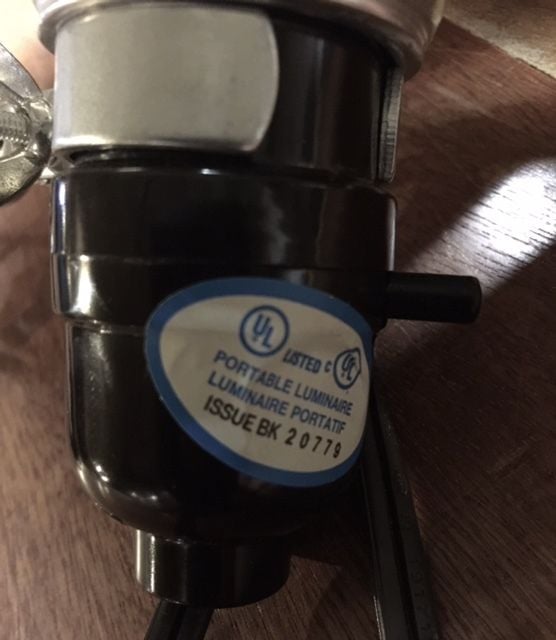 UL LISTED C UL
PORTABLE LUMINAIRE
LUMINAIRE PORTATIF
ISSUE BK 20779